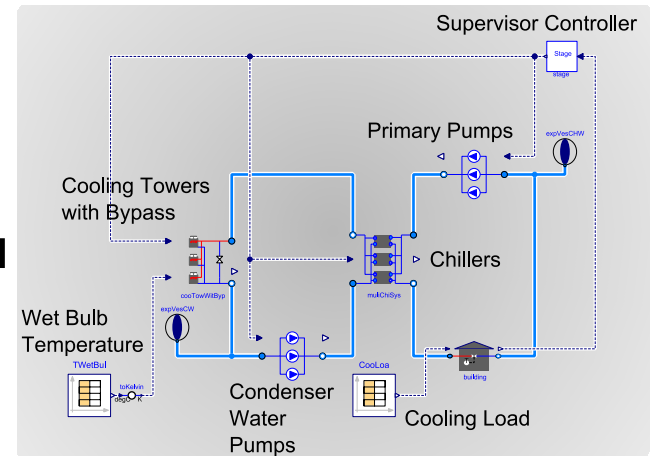 Supervisor Controller
Stage
stage
Primary Pumps
expVesCHW
Cooling Towers
with Bypass
Chillers
cooTowWitByp
mulChiSys
expVesCW
Wet Bulb
Temperature
TWetBul
toKelvin
degC K
CooLoa
building
Condenser
Water
Pumps
Cooling Load